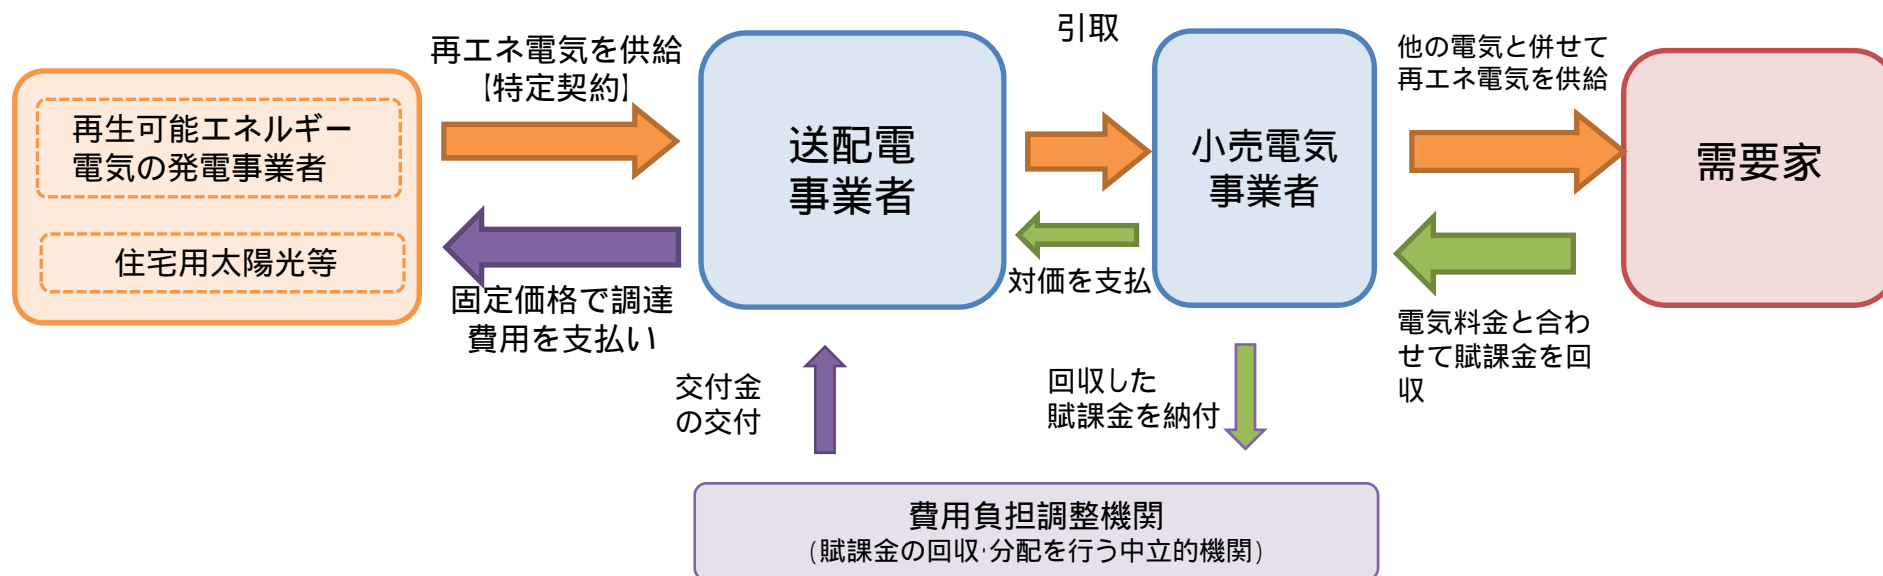 引取
再エネ電気を供給
【特定契約】
他の電気と併せて
再エネ電気を供給
再生可能エネルギー
電気の発電事業者
住宅用太陽光等
送配電
事業者
小売電気
事業者
需要家
固定価格で調達
費用を支払い
対価を支払
電気料金と合わ
せて賦課金を回
収
交付金
の交付
回収した
賦課金を納付
費用負担調整機関
(賦課金の回収・分配を行う中立的機関)